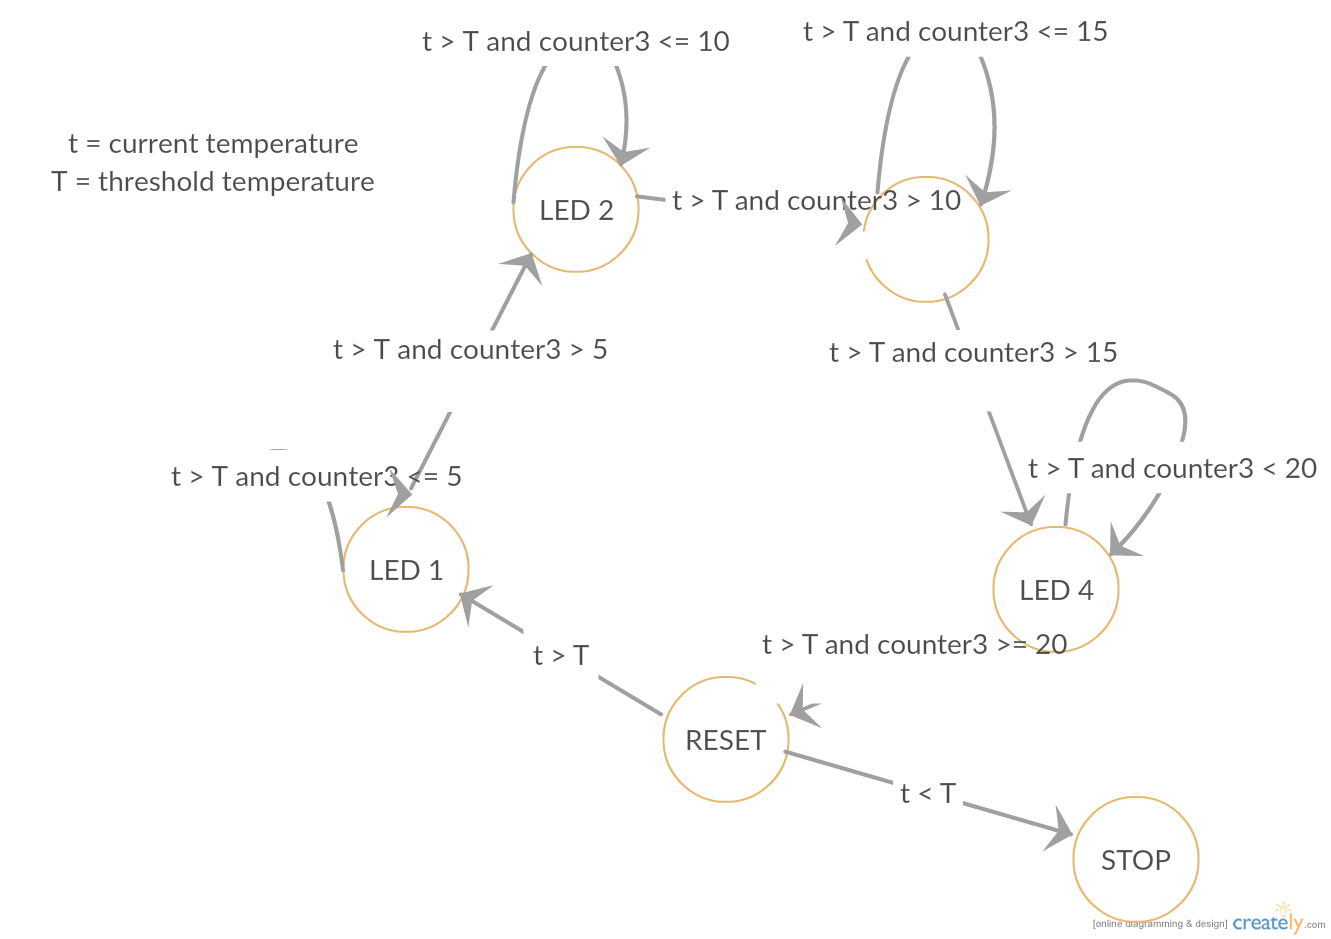 t > T and counter3 <= 10
t > T and counter3 <= 15
t = current temperature
T = threshold temperature
LED 2
t > T and counter3 > 10
t > T and counter3 > 5
t > T and counter3 > 15
t > T and counter3 <= 5
t > T and counter3 < 20
LED 1
LED 4
t > T
t > T and counter3 >= 20
RESET
t < T
STOP
[online diagramming & design] creately.com